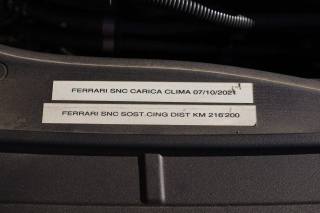 FERRARI SNC CARICA CLIMA 07/10/2021
FERRARI SNC SOST.CING DIST KM 216'200